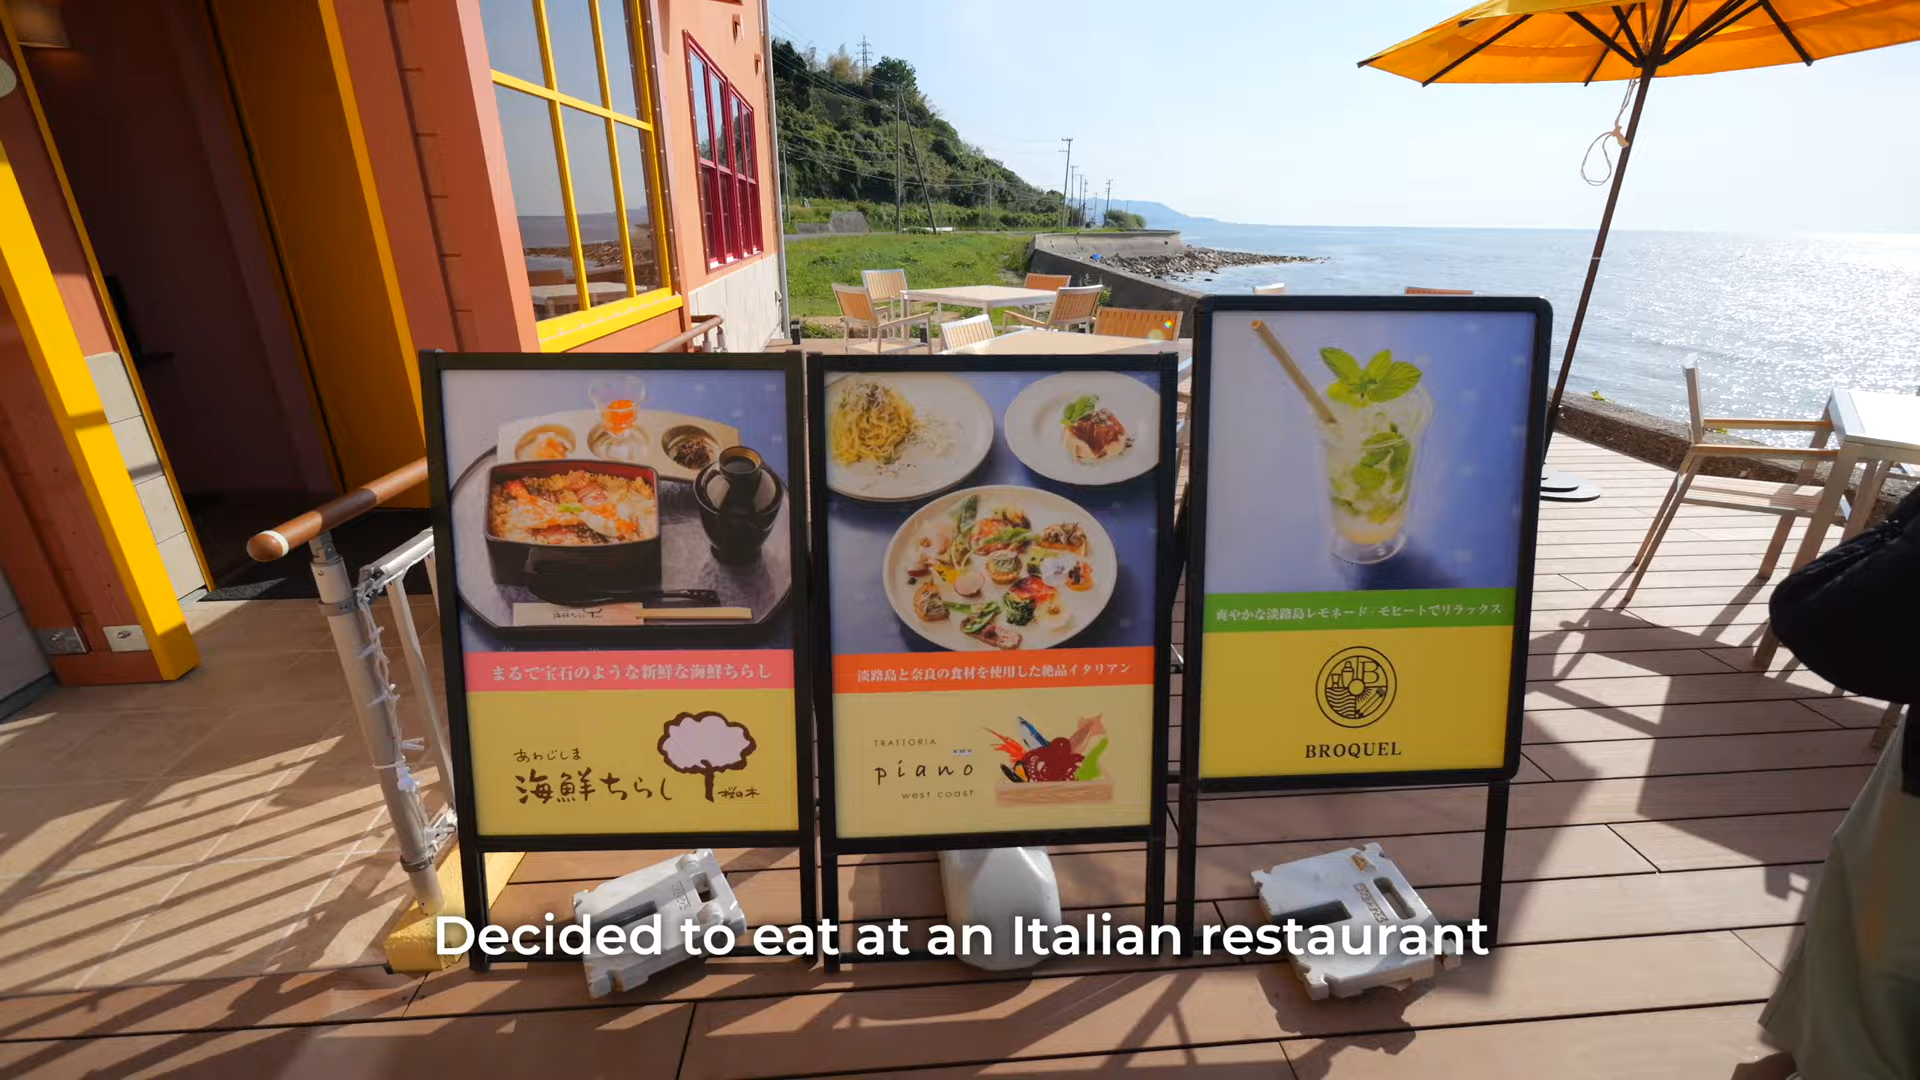 まるで宝石のような新鮮な海鮮ちらし
あわじしま
海鮮ちらし
桜の木
淡路島と奈良の食材を使用した絶品イタリアン
TRATTORIA
piano
west coast
爽やかな淡路島レモネード・モヒートでリラックス
AB
BROQUEL
Decided to eat at an Italian restaurant